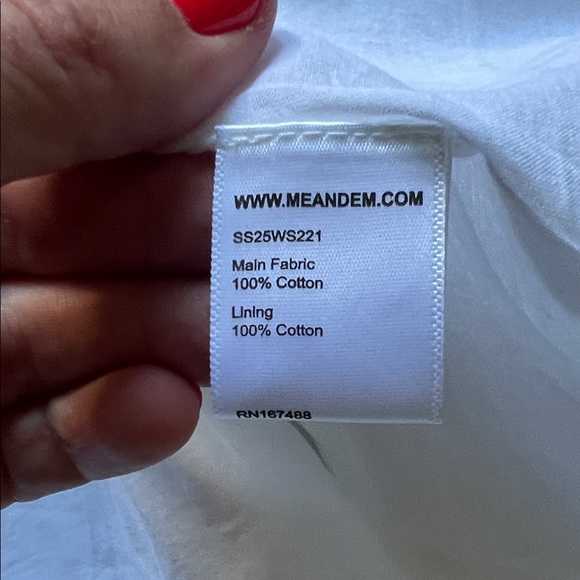 WWW.MEANDEM.COM
SS25WS221
Main Fabric
100% Cotton
Lining
100% Cotton
RN167488